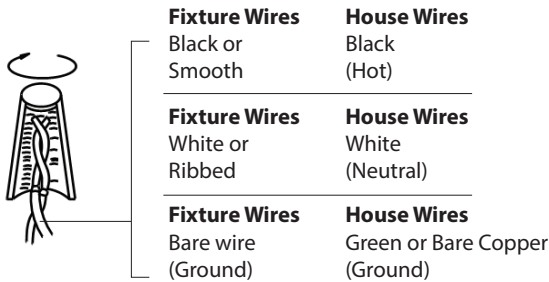 Fixture Wires House Wires
Black or Black
Smooth (Hot)
Fixture Wires House Wires
White or White
Ribbed (Neutral)
Fixture Wires House Wires
Bare wire Green or Bare Copper
(Ground) (Ground)